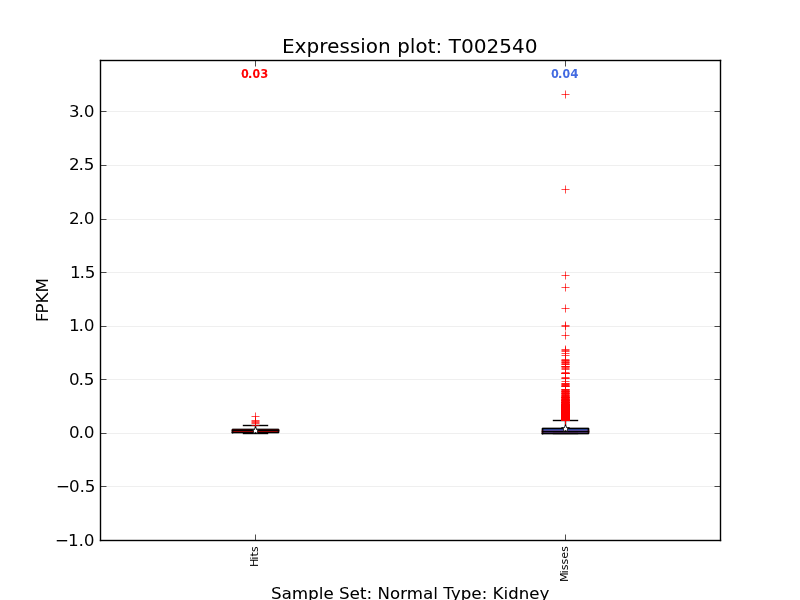 Expression plot: T002540
0.03
0.04
FPKM
3.0
2.5
2.0
1.5
1.0
0.5
0.0
−0.5
−1.0
Hits
Misses
Sample Set: Normal Type: Kidney